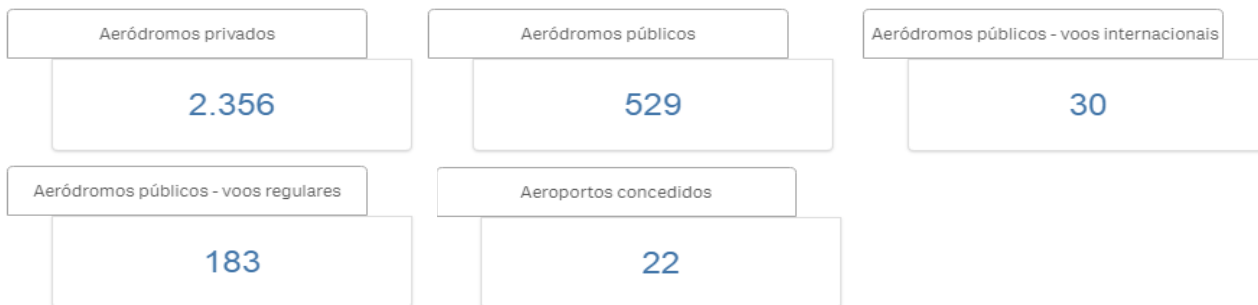 Aeródromos privados
2.356
Aeródromos públicos
529
Aeródromos públicos - voos internacionais
30
Aeródromos públicos - voos regulares
183
Aeroportos concedidos
22